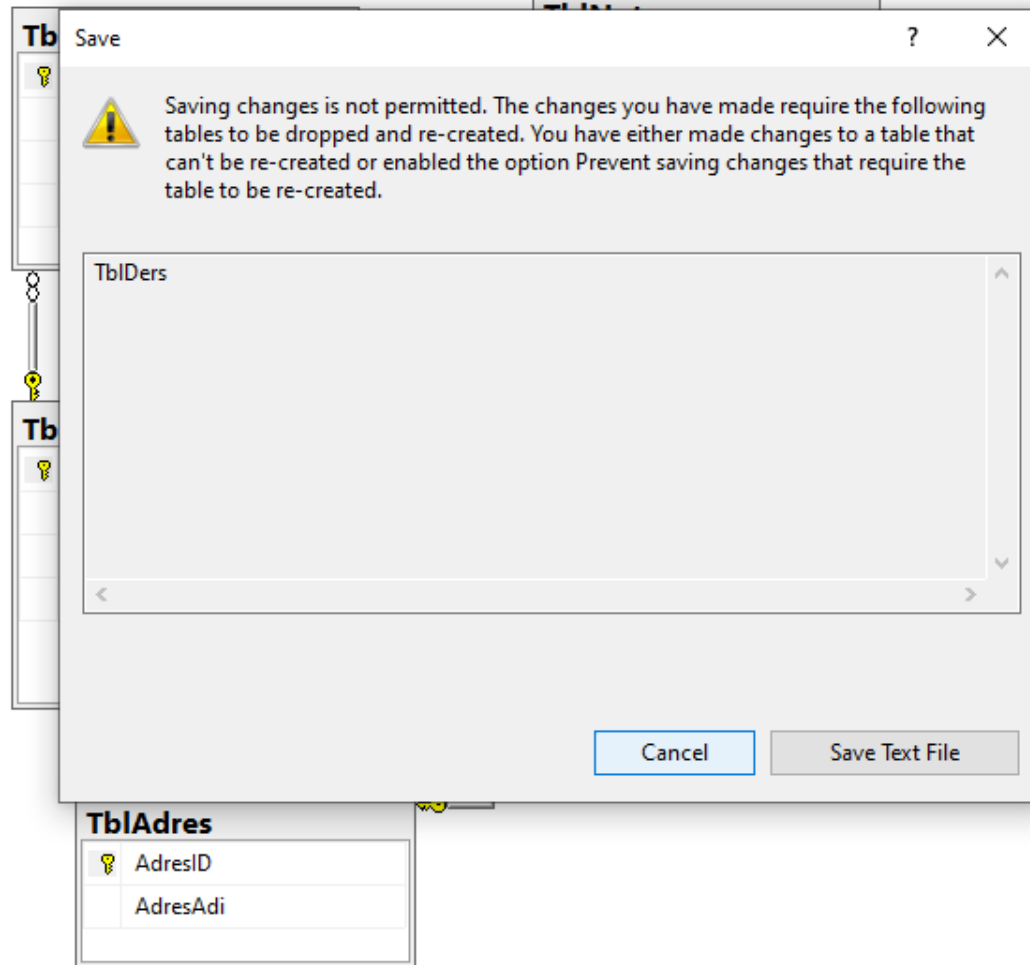 Tb
Save
?
Saving changes is not permitted. The changes you have made require the following
tables to be dropped and re-created. You have either made changes to a table that
can't be re-created or enabled the option Prevent saving changes that require the
table to be re-created.
TblDers
Tb
Cancel
Save Text File
TblAdres
AdresID
AdresAdi